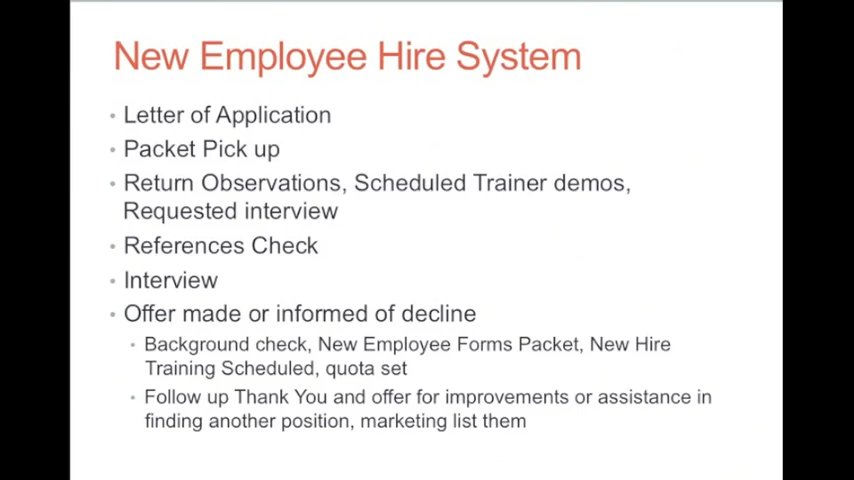 New Employee Hire System
• Letter of Application
• Packet Pick up
• Return Observations, Scheduled Trainer demos,
Requested interview
• References Check
• Interview
• Offer made or informed of decline
• Background check, New Employee Forms Packet, New Hire
Training Scheduled, quota set
• Follow up Thank You and offer for improvements or assistance in
finding another position, marketing list them